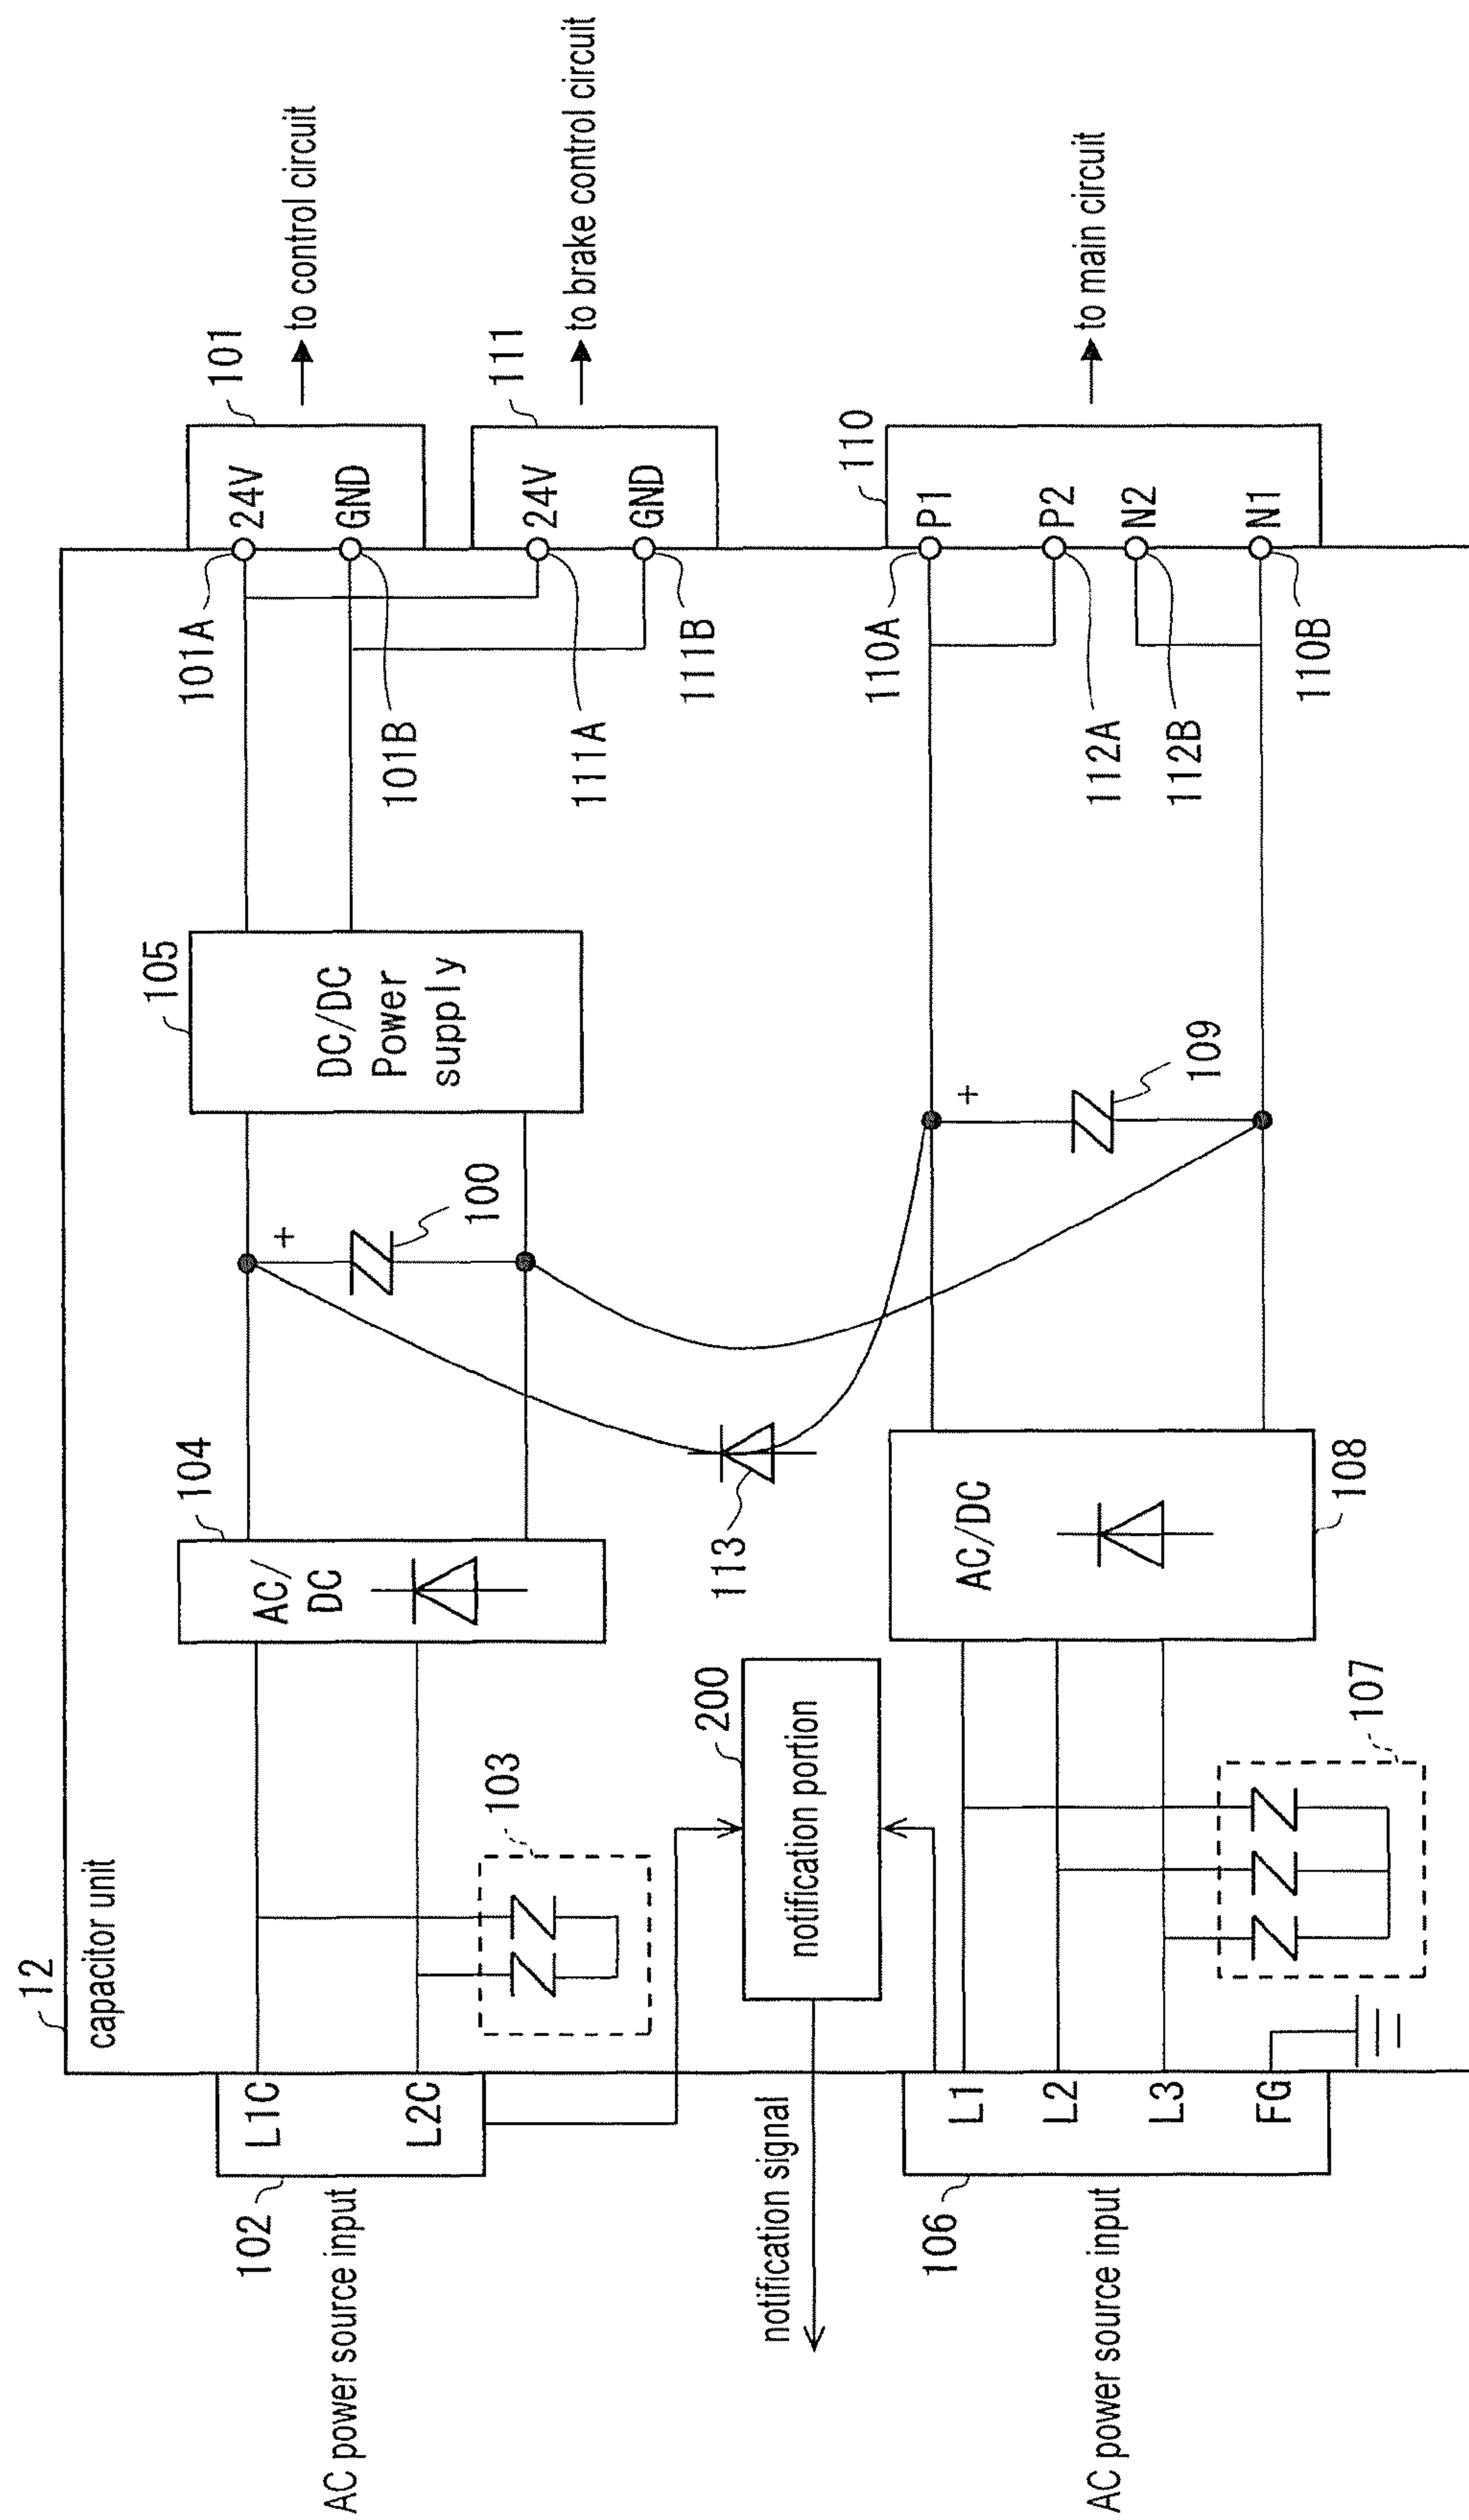 12
capacitor unit
AC power source input
102
L1C
L2C
103
104
AC/
DC
+
100
105
DC/DC
Power
supply
101A
101B
24V
GND
101
to control circuit
111A
111B
24V
GND
111
to brake control circuit
113
200
notification portion
notification signal
AC power source input
106
L1
L2
L3
FG
107
AC/DC
108
+
109
110A
112A
112B
110B
P1
P2
N2
N1
110
to main circuit